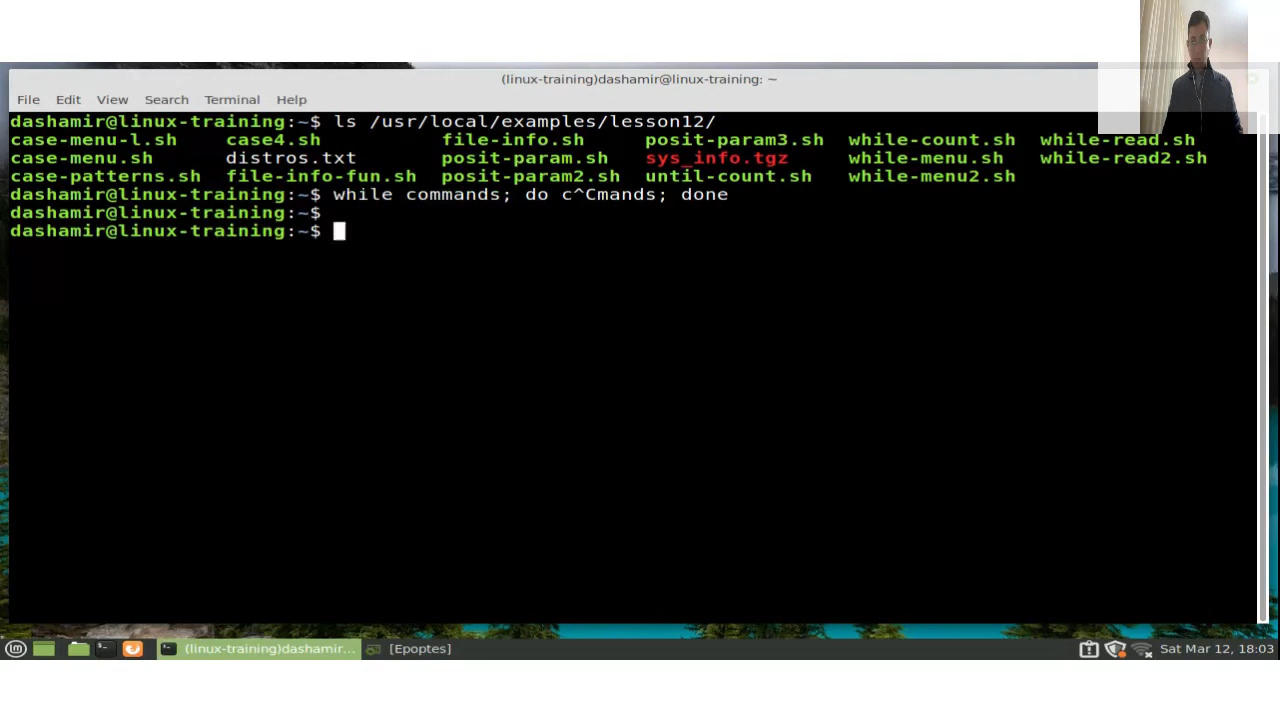 (linux-training)dashamir@linux-training: ~
File Edit View Search Terminal Help
dashamir@linux-training:~$ ls /usr/local/examples/lesson12/
case-menu-l.sh case4.sh file-info.sh posit-param3.sh while-count.sh while-read.sh
case-menu.sh distros.txt posit-param.sh sys_info.tgz while-menu.sh while-read2.sh
case-patterns.sh file-info-fun.sh posit-param2.sh until-count.sh while-menu2.sh
dashamir@linux-training:~$ while commands; do c^Cmands; done
dashamir@linux-training:~$
dashamir@linux-training:~$
(linux-training)dashamir... [Epoptes] Sat Mar 12, 18:03